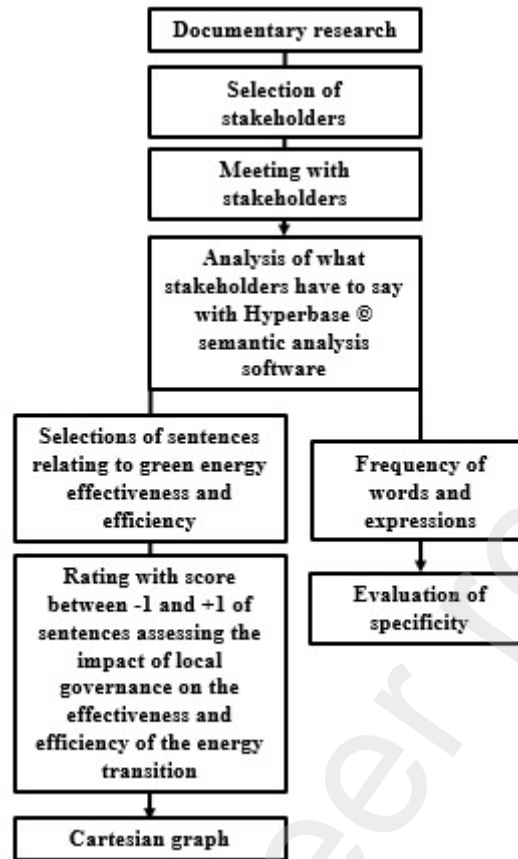 Documentary research
Selection of
stakeholders
Meeting with
stakeholders
Analysis of what
stakeholders have to say
with Hyperbase ©
semantic analysis
software
Selections of sentences
relating to green energy
effectiveness and
efficiency
Frequency of
words and
expressions
Rating with score
between -1 and +1 of
sentences assessing the
impact of local
governance on the
effectiveness and
efficiency of the energy
transition
Evaluation of
specificity
Cartesian graph